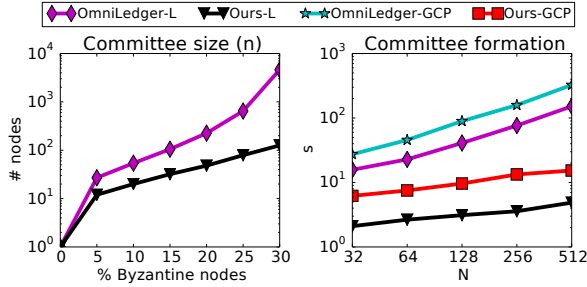 OmniLedger-L Ours-L OmniLedger-GCP Ours-GCP
Committee size (n)
# nodes
10^4
10^3
10^2
10^1
10^0
0 5 10 15 20 25 30
% Byzantine nodes
Committee formation
s
10^3
10^2
10^1
10^0
32 64 128 256 512
N